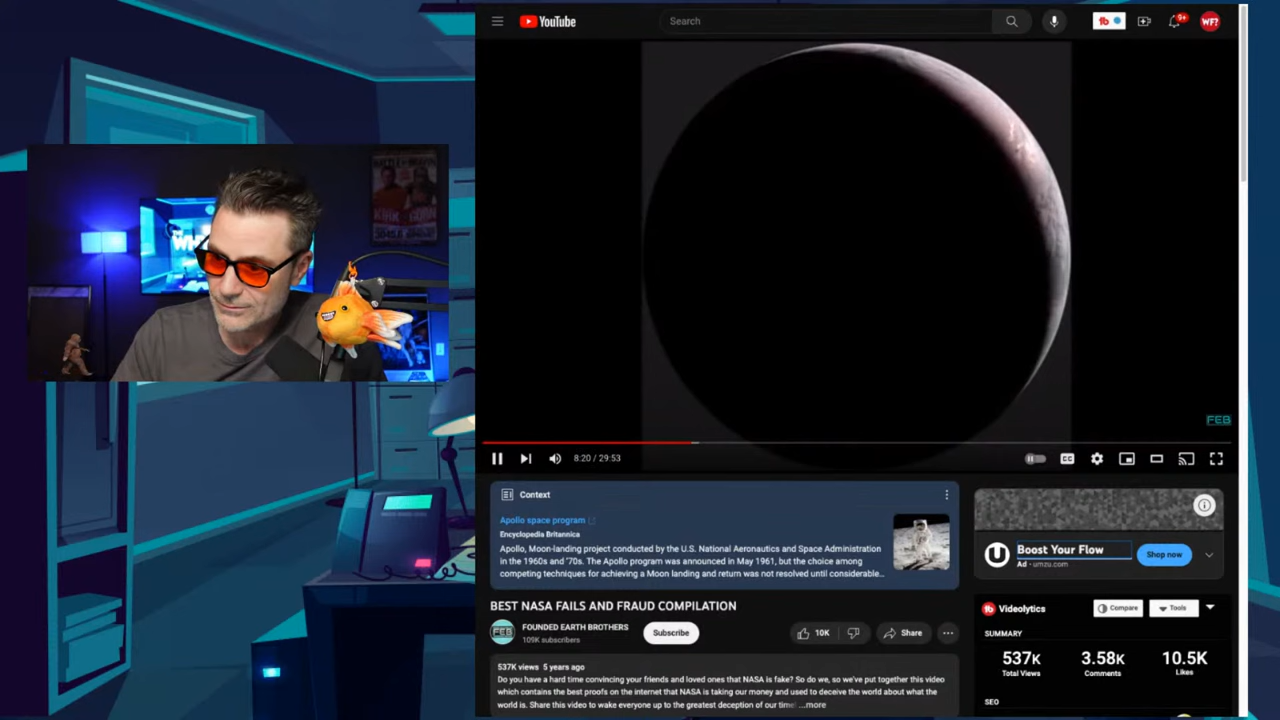 YouTube
Search
9+
WF?
BATTLE OF
KIRK
GORN
FEB
8:20 / 29:53
CC
Context
Apollo space program
Encyclopedia Britannica
Apollo, Moon-landing project conducted by the U.S. National Aeronautics and Space Administration
in the 1960s and '70s. The Apollo program was announced in May 1961, but the choice among
competing techniques for achieving a Moon landing and return was not resolved until considerable...
Boost Your Flow
Ad · umzu.com
Shop now
BEST NASA FAILS AND FRAUD COMPILATION
FEB
FOUNDED EARTH BROTHERS
109K subscribers
Subscribe
10K
Share
537K views 5 years ago
Do you have a hard time convincing your friends and loved ones that NASA is fake? So do we, so we've put together this video
which contains the best proofs on the internet that NASA is taking our money and used to deceive the world about what the
world is. Share this video to wake everyone up to the greatest deception of our time! ...more
Videolytics
Compare
Tools
SUMMARY
537K
3.58K
10.5K
Total Views
Comments
Likes
SEO